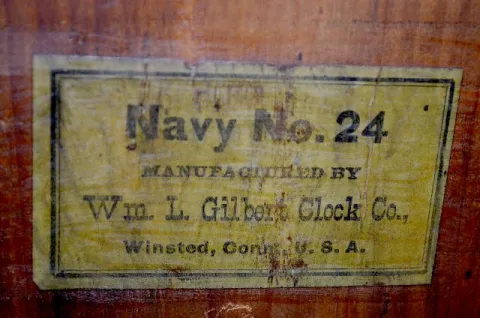 Navy No. 24
MANUFACTURED BY
Wm. L. Gilbert Clock Co.,
Winsted, Conn. U. S. A.